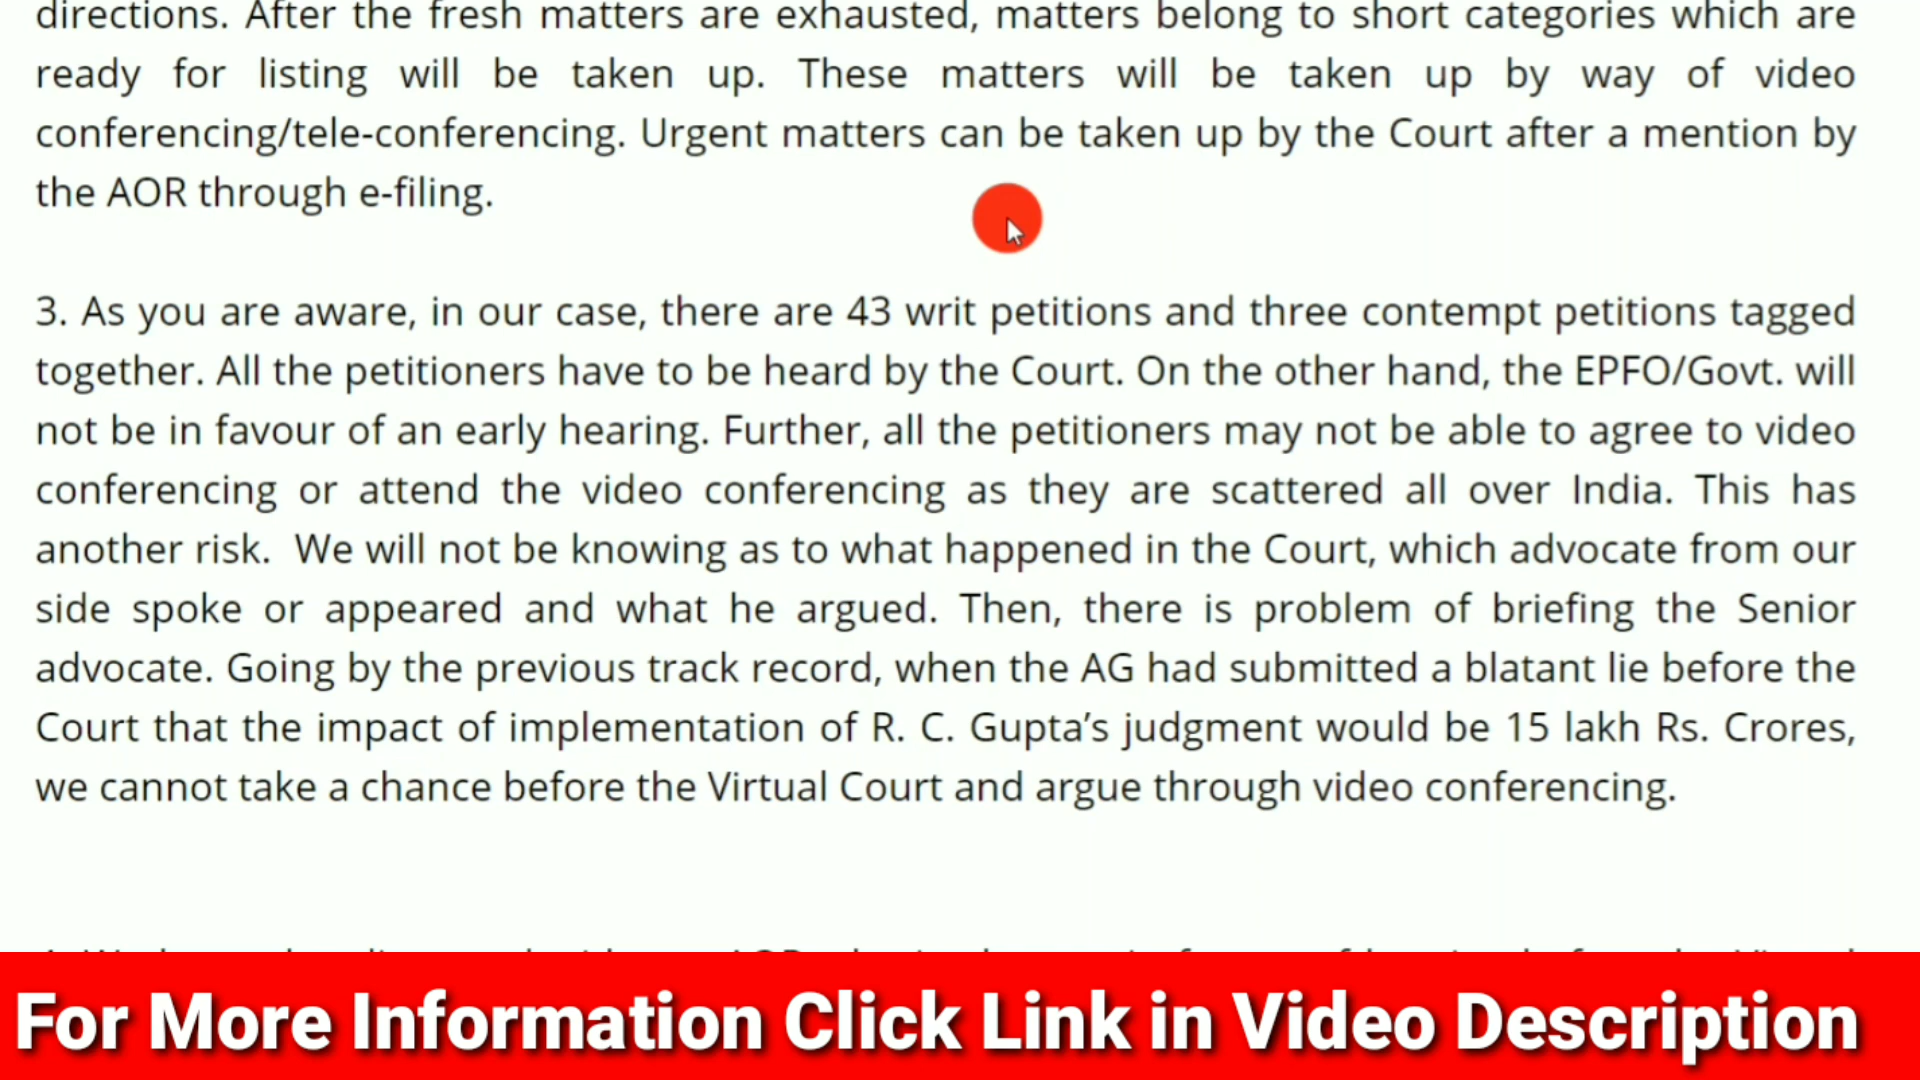 directions. After the fresh matters are exhausted, matters belong to short categories which are
ready for listing will be taken up. These matters will be taken up by way of video
conferencing/tele-conferencing. Urgent matters can be taken up by the Court after a mention by
the AOR through e-filing.
3. As you are aware, in our case, there are 43 writ petitions and three contempt petitions tagged
together. All the petitioners have to be heard by the Court. On the other hand, the EPFO/Govt. will
not be in favour of an early hearing. Further, all the petitioners may not be able to agree to video
conferencing or attend the video conferencing as they are scattered all over India. This has
another risk.  We will not be knowing as to what happened in the Court, which advocate from our
side spoke or appeared and what he argued. Then, there is problem of briefing the Senior
advocate. Going by the previous track record, when the AG had submitted a blatant lie before the
Court that the impact of implementation of R. C. Gupta’s judgment would be 15 lakh Rs. Crores,
we cannot take a chance before the Virtual Court and argue through video conferencing.
For More Information Click Link in Video Description